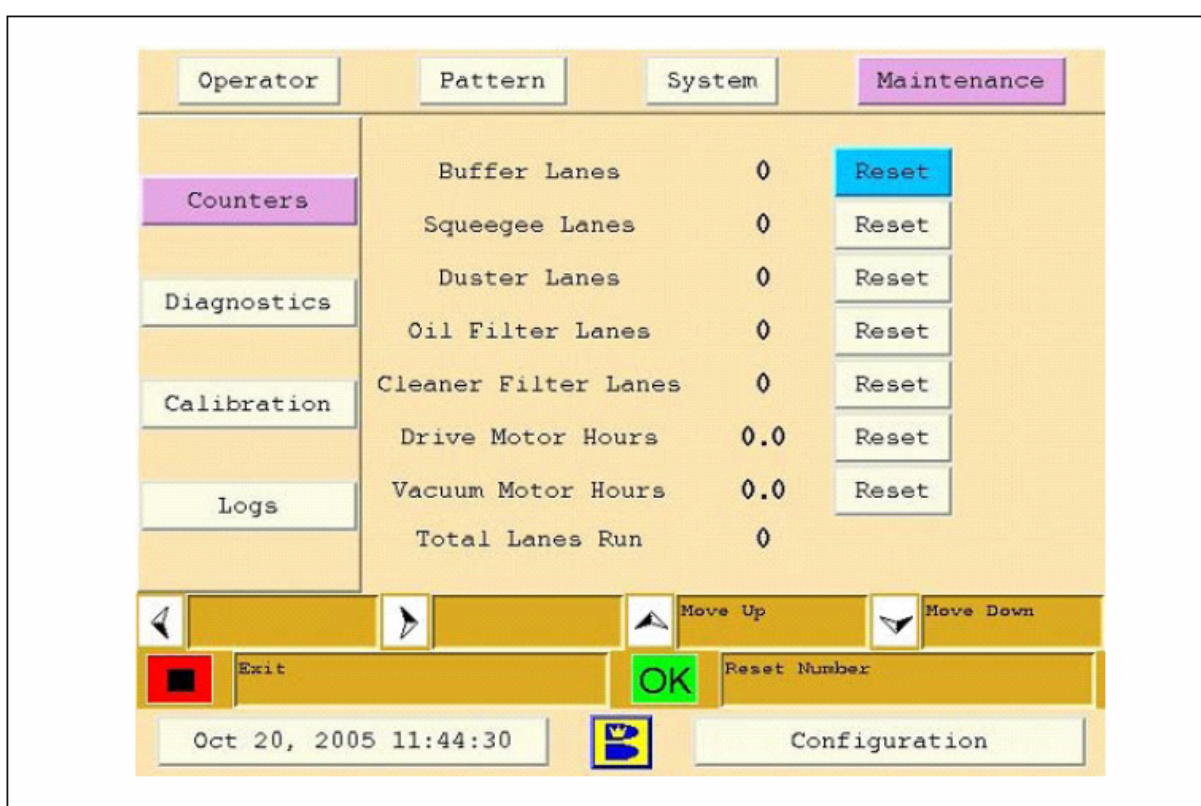 Operator Pattern System Maintenance
Counters
Diagnostics
Calibration
Logs
Buffer Lanes 0 Reset
Squeegee Lanes 0 Reset
Duster Lanes 0 Reset
Oil Filter Lanes 0 Reset
Cleaner Filter Lanes 0 Reset
Drive Motor Hours 0.0 Reset
Vacuum Motor Hours 0.0 Reset
Total Lanes Run 0
Move Up Move Down
Exit OK Reset Number
Oct 20, 2005 11:44:30 B Configuration